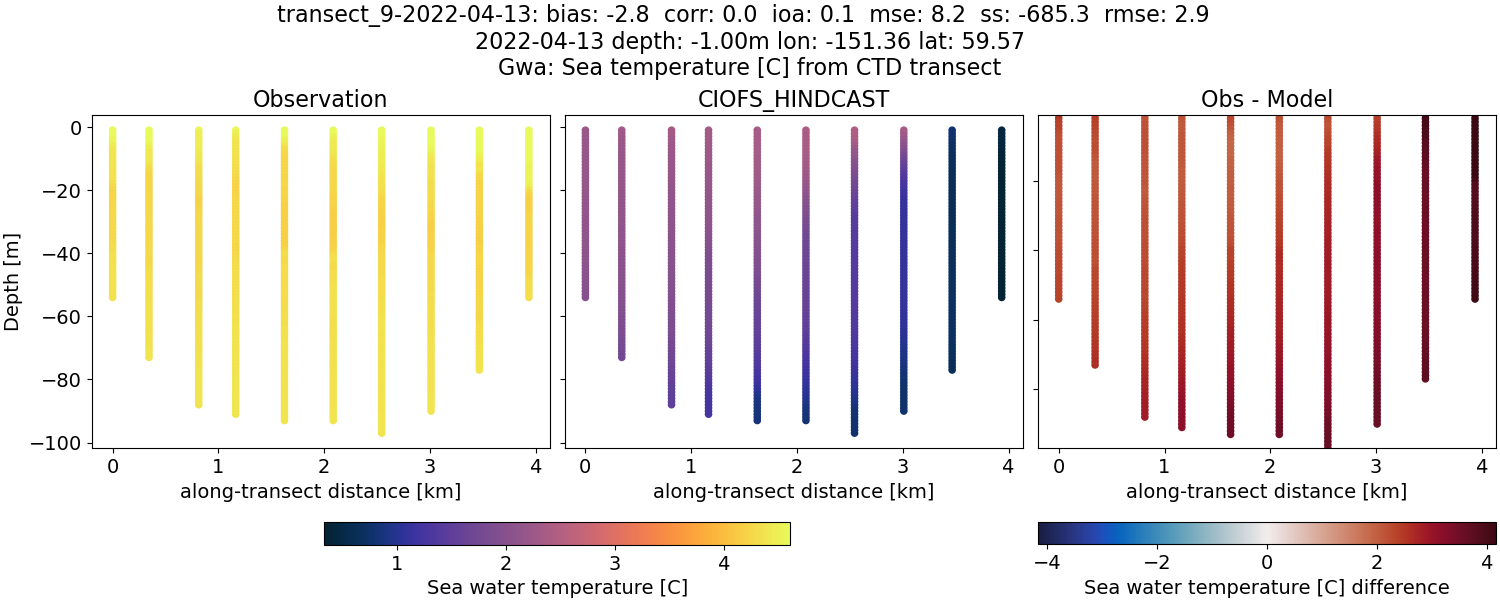 transect_9-2022-04-13: bias: -2.8  corr: 0.0  ioa: 0.1  mse: 8.2  ss: -685.3  rmse: 2.9
2022-04-13 depth: -1.00m lon: -151.36 lat: 59.57
Gwa: Sea temperature [C] from CTD transect
Observation
CIOFS_HINDCAST
Obs - Model
Depth [m]
0
−20
−40
−60
−80
−100
0 1 2 3 4
0 1 2 3 4
0 1 2 3 4
along-transect distance [km]
along-transect distance [km]
along-transect distance [km]
1 2 3 4
Sea water temperature [C]
−4 −2 0 2 4
Sea water temperature [C] difference